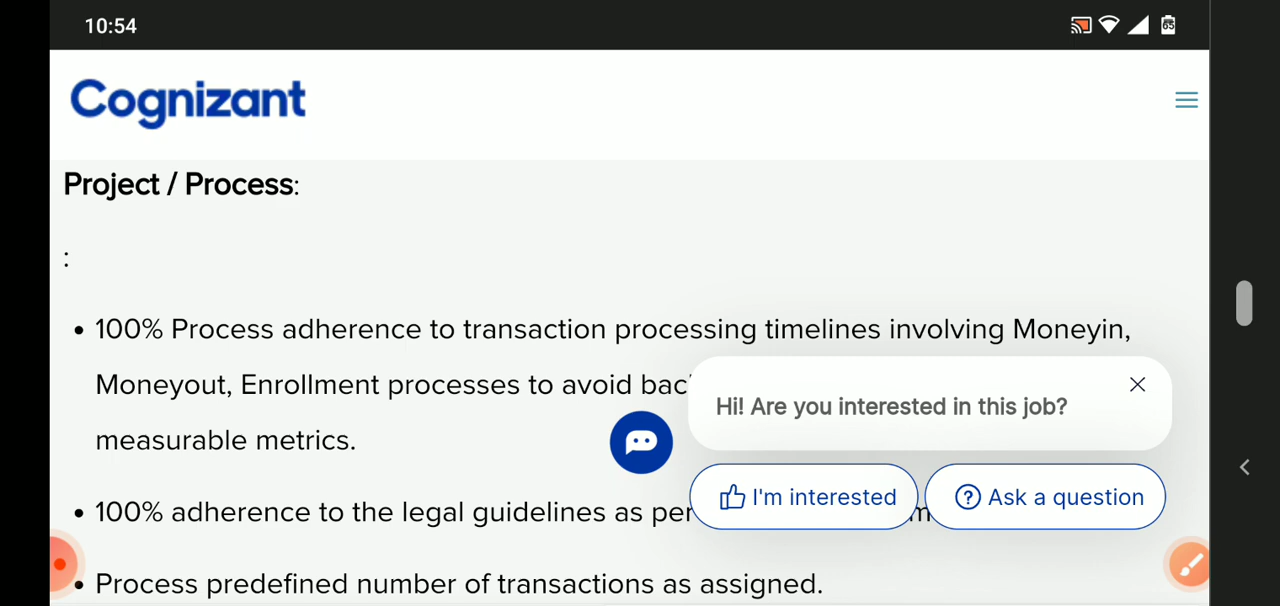 10:54
65
Cognizant
Project / Process:
:
• 100% Process adherence to transaction processing timelines involving Moneyin,
Moneyout, Enrollment processes to avoid
measurable metrics.
• 100% adherence to the legal guidelines as per
• Process predefined number of transactions as assigned.
Hi! Are you interested in this job?
I'm interested
Ask a question